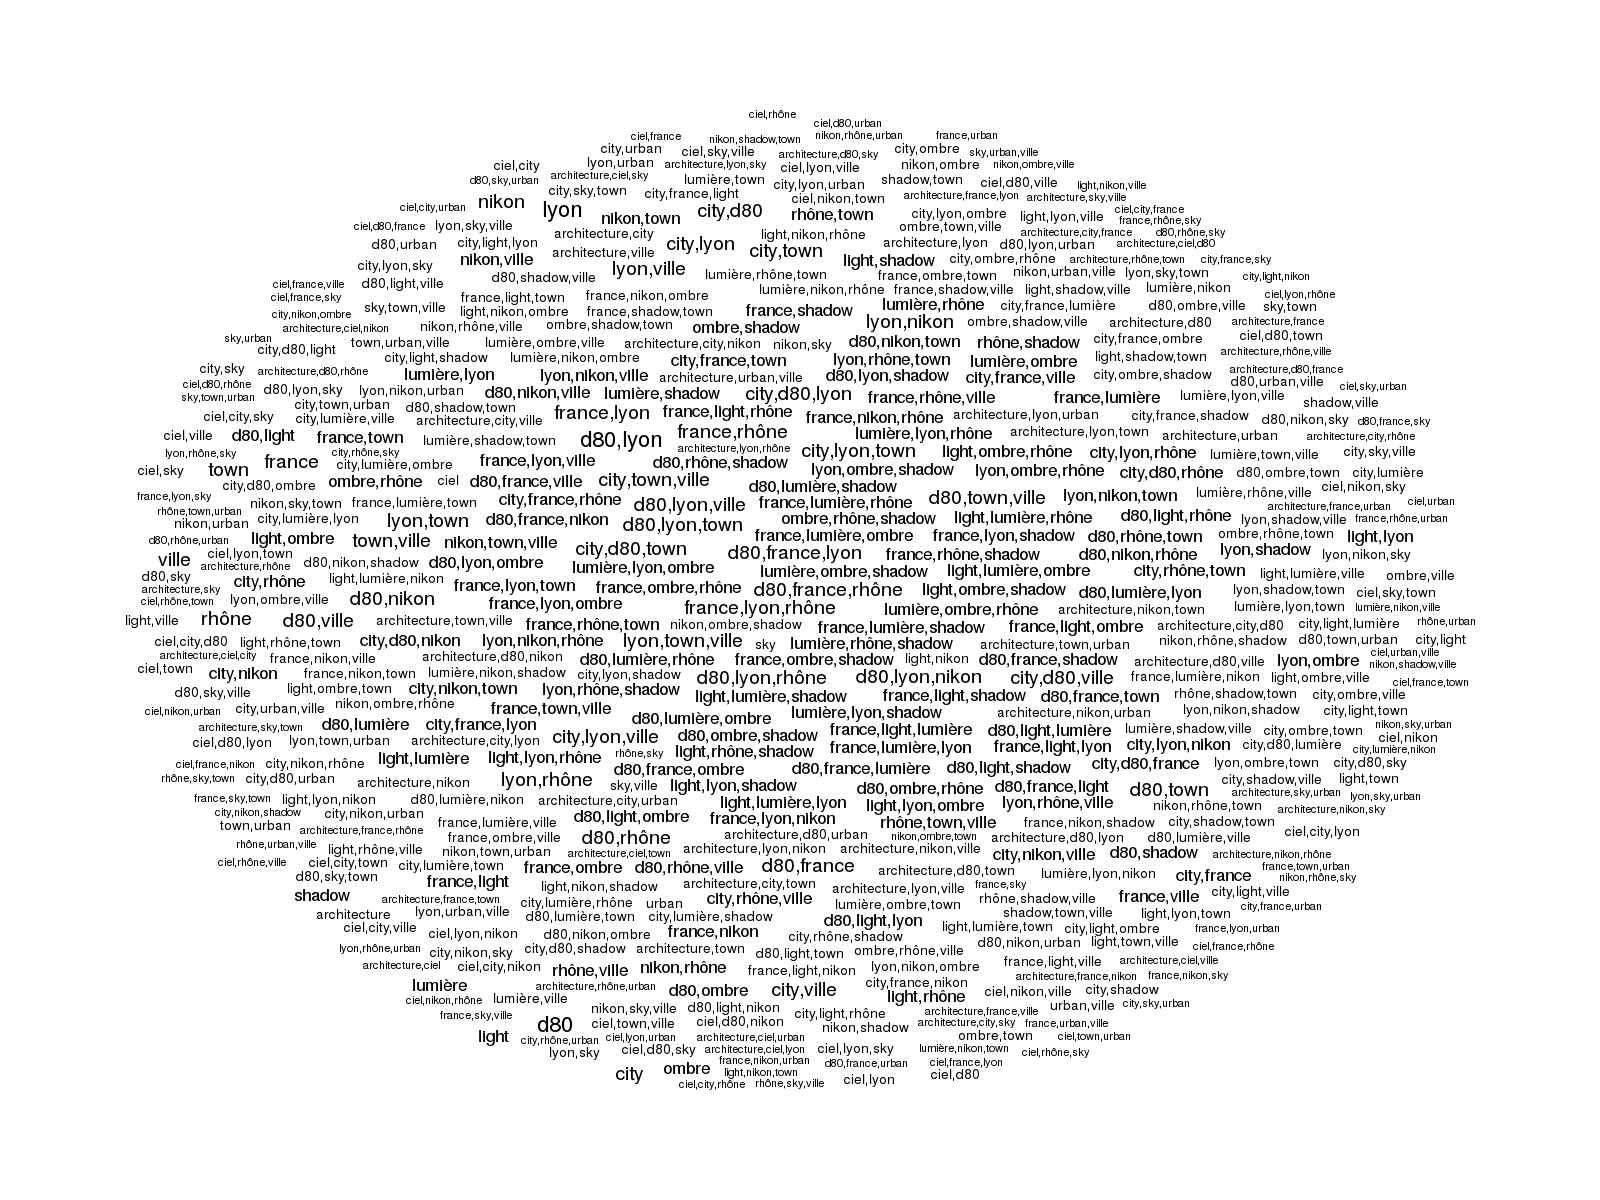 ciel,rhône
ciel,d80,urban
ciel,france nikon,shadow,town nikon,rhône,urban france,urban
city,urban ciel,sky,ville architecture,d80,sky city,ombre sky,urban,ville
ciel,city lyon,urban architecture,lyon,sky ciel,lyon,ville nikon,ombre nikon,ombre,ville
d80,sky,urban architecture,ciel,sky lumière,town city,lyon,urban shadow,town ciel,d80,ville light,nikon,ville
city,sky,town city,france,light ciel,nikon,town architecture,france,lyon architecture,sky,ville
ciel,city,urban nikon lyon nikon,town city,d80 rhône,town city,lyon,ombre light,lyon,ville ciel,city,france
france,rhône,sky
ciel,d80,france lyon,sky,ville architecture,city light,nikon,rhône ombre,town,ville architecture,city,france d80,rhône,sky
d80,urban city,light,lyon architecture,ville city,lyon city,town architecture,lyon d80,lyon,urban architecture,ciel,d80
city,lyon,sky nikon,ville lyon,ville light,shadow city,ombre,rhône architecture,rhône,town city,france,sky
d80,shadow,ville lumière,rhône,town france,ombre,town nikon,urban,ville lyon,sky,town city,light,nikon
ciel,france,ville d80,light,ville lumière,nikon,rhône france,shadow,ville light,shadow,ville lumière,nikon ciel,lyon,rhône
ciel,france,sky france,light,town france,nikon,ombre
city,nikon,ombre sky,town,ville light,nikon,ombre france,shadow,town france,shadow lumière,rhône city,france,lumière d80,ombre,ville sky,town
architecture,ciel,nikon nikon,rhône,ville ombre,shadow,town ombre,shadow lyon,nikon ombre,shadow,ville architecture,d80 architecture,france
sky,urban town,urban,ville lumière,ombre,ville architecture,city,nikon nikon,sky d80,nikon,town rhône,shadow city,france,ombre ciel,d80,town
city,d80,light city,light,shadow lumière,nikon,ombre city,france,town lyon,rhône,town lumière,ombre light,shadow,town architecture,rhône,ville
city,sky architecture,d80,rhône lumière,lyon lyon,nikon,ville architecture,urban,ville d80,lyon,shadow city,france,ville city,ombre,shadow architecture,d80,france
ciel,d80,rhône d80,lyon,sky lyon,nikon,urban d80,nikon,ville lumière,shadow city,d80,lyon france,rhône,ville france,lumière lumière,lyon,ville d80,urban,ville ciel,sky,urban
sky,town,urban city,town,urban d80,shadow,town shadow,ville
ciel,city,sky city,lumière,ville architecture,city,ville france,lyon france,light,rhône france,nikon,rhône architecture,lyon,urban city,france,shadow d80,nikon,sky d80,france,sky
ciel,ville d80,light france,town lumière,shadow,town d80,lyon france,rhône lumière,lyon,rhône architecture,lyon,town architecture,urban architecture,city,rhône
lyon,rhône,sky city,rhône,sky architecture,lyon,rhône city,lyon,town light,ombre,rhône city,lyon,rhône lumière,town,ville city,sky,ville
ciel,sky town france city,lumière,ombre france,lyon,ville d80,rhône,shadow lyon,ombre,shadow lyon,ombre,rhône city,d80,rhône d80,ombre,town city,lumière
city,d80,ombre ombre,rhône ciel d80,france,ville city,town,ville d80,lumière,shadow ciel,nikon,sky
france,lyon,sky nikon,sky,town france,lumière,town city,france,rhône d80,lyon,ville france,lumière,rhône d80,town,ville lyon,nikon,town lumière,rhône,ville ciel,urban
rhône,town,urban architecture,france,urban
nikon,urban city,lumière,lyon lyon,town d80,france,nikon d80,lyon,town ombre,rhône,shadow light,lumière,rhône d80,light,rhône lyon,shadow,ville france,rhône,urban
d80,rhône,urban light,ombre town,ville nikon,town,ville city,d80,town france,lumière,ombre france,lyon,shadow d80,rhône,town ombre,rhône,town light,lyon
ville ciel,lyon,town d80,nikon,shadow d80,lyon,ombre d80,france,lyon france,rhône,shadow d80,nikon,rhône lyon,shadow lyon,nikon,sky
architecture,rhône lumière,lyon,ombre
d80,sky city,rhône light,lumière,nikon france,lyon,town france,ombre,rhône lumière,ombre,shadow light,lumière,ombre city,rhône,town light,lumière,ville ombre,ville
architecture,sky d80,france,rhône light,ombre,shadow d80,lumière,lyon lyon,shadow,town ciel,sky,town
ciel,rhône,town lyon,ombre,ville d80,nikon france,lyon,ombre france,lyon,rhône lumière,ombre,rhône architecture,nikon,town lumière,lyon,town lumière,nikon,ville
light,ville rhône d80,ville architecture,town,ville france,rhône,town nikon,ombre,shadow france,lumière,shadow france,light,ombre architecture,city,d80 city,light,lumière rhône,urban
ciel,city,d80 light,rhône,town city,d80,nikon lyon,nikon,rhône lyon,town,ville sky lumière,rhône,shadow architecture,town,urban nikon,rhône,shadow d80,town,urban city,light
architecture,ciel,city france,nikon,ville architecture,d80,nikon d80,lumière,rhône france,ombre,shadow light,nikon d80,france,shadow architecture,d80,ville lyon,ombre ciel,urban,ville
nikon,shadow,ville
ciel,town city,nikon france,nikon,town lumière,nikon,shadow city,lyon,shadow d80,lyon,rhône d80,lyon,nikon city,d80,ville france,lumière,nikon light,ombre,ville ciel,france,town
d80,sky,ville light,ombre,town city,nikon,town lyon,rhône,shadow light,lumière,shadow france,light,shadow d80,france,town rhône,shadow,town city,ombre,ville
ciel,nikon,urban city,urban,ville nikon,ombre,rhône france,town,ville d80,lumière,ombre lumière,lyon,shadow architecture,nikon,urban lyon,nikon,shadow city,light,town
architecture,sky,town d80,lumière city,france,lyon city,lyon,ville d80,ombre,shadow france,light,lumière d80,light,lumière lumière,shadow,ville city,ombre,town nikon,sky,urban
ciel,nikon
ciel,d80,lyon lyon,town,urban architecture,city,lyon rhône,sky light,rhône,shadow france,lumière,lyon france,light,lyon city,lyon,nikon city,d80,lumière city,lumière,nikon
ciel,france,nikon city,nikon,rhône light,lumière light,lyon,rhône d80,france,ombre d80,france,lumière d80,light,shadow city,d80,france lyon,ombre,town city,d80,sky
rhône,sky,town city,d80,urban architecture,nikon lyon,rhône sky,ville light,lyon,shadow d80,ombre,rhône d80,france,light d80,town city,shadow,ville light,town
architecture,sky,urban
france,sky,town light,lyon,nikon d80,lumière,nikon architecture,city,urban light,lumière,lyon light,lyon,ombre lyon,rhône,ville nikon,rhône,town lyon,sky,urban
architecture,nikon,sky
city,nikon,shadow city,nikon,urban france,lumière,ville d80,light,ombre france,lyon,nikon rhône,town,ville france,nikon,shadow city,shadow,town
town,urban architecture,france,rhône france,ombre,ville d80,rhône architecture,d80,urban nikon,ombre,town architecture,d80,lyon d80,lumière,ville ciel,city,lyon
rhône,urban,ville light,rhône,ville nikon,town,urban architecture,ciel,town architecture,lyon,nikon architecture,nikon,ville city,nikon,ville d80,shadow architecture,nikon,rhône
ciel,rhône,ville ciel,city,town city,lumière,town france,ombre d80,rhône,ville d80,france architecture,d80,town lumière,lyon,nikon city,france france,town,urban
nikon,rhône,sky
d80,sky,town france,light light,nikon,shadow architecture,city,town architecture,lyon,ville france,sky city,light,ville
shadow architecture,france,town city,lumière,rhône urban city,rhône,ville lumière,ombre,town rhône,shadow,ville france,ville city,france,urban
architecture lyon,urban,ville d80,lumière,town city,lumière,shadow d80,light,lyon shadow,town,ville light,lyon,town
ciel,city,ville ciel,lyon,nikon d80,nikon,ombre france,nikon city,rhône,shadow light,lumière,town city,light,ombre france,lyon,urban
lyon,rhône,urban city,nikon,sky city,d80,shadow architecture,town d80,light,town ombre,rhône,ville d80,nikon,urban light,town,ville ciel,france,rhône
architecture,ciel ciel,city,nikon rhône,ville nikon,rhône france,light,nikon lyon,nikon,ombre france,light,ville architecture,ciel,ville
architecture,france,nikon france,nikon,sky
lumière architecture,rhône,urban d80,ombre city,ville city,france,nikon ciel,nikon,ville city,shadow
ciel,nikon,rhône lumière,ville light,rhône urban,ville city,sky,urban
france,sky,ville nikon,sky,ville d80,light,nikon city,light,rhône architecture,france,ville
d80 ciel,town,ville ciel,d80,nikon nikon,shadow architecture,city,sky france,urban,ville
light city,rhône,urban ciel,lyon,urban architecture,ciel,urban ombre,town ciel,town,urban
lyon,sky ciel,d80,sky architecture,ciel,lyon ciel,lyon,sky lumière,nikon,town ciel,rhône,sky
france,nikon,urban d80,france,urban ciel,france,lyon
city ombre light,nikon,town ciel,lyon ciel,d80
ciel,city,rhône rhône,sky,ville